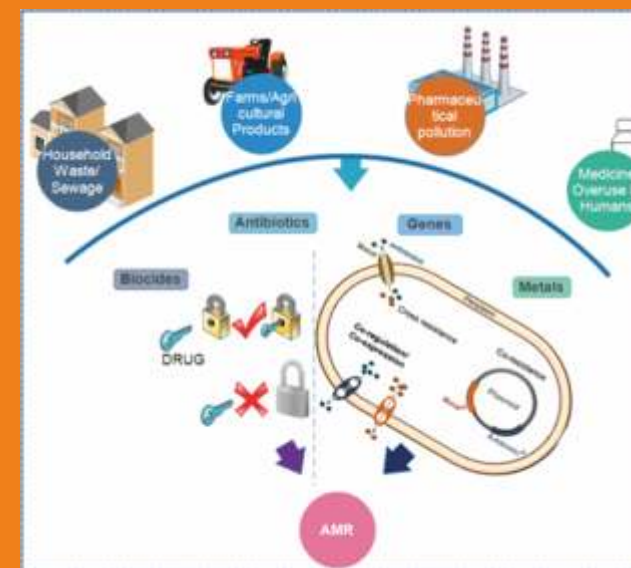 Farms/Agri
cultural
Products
Pharmaceu
tical
pollution
Household
Waste/
Sewage
Medicine
Overuse
Humans
Antibiotics
Genes
Biocides
Metals
Cross resistance
Co-regulation/
Co-expression
Co-resistance
Plasmid
DRUG
AMR